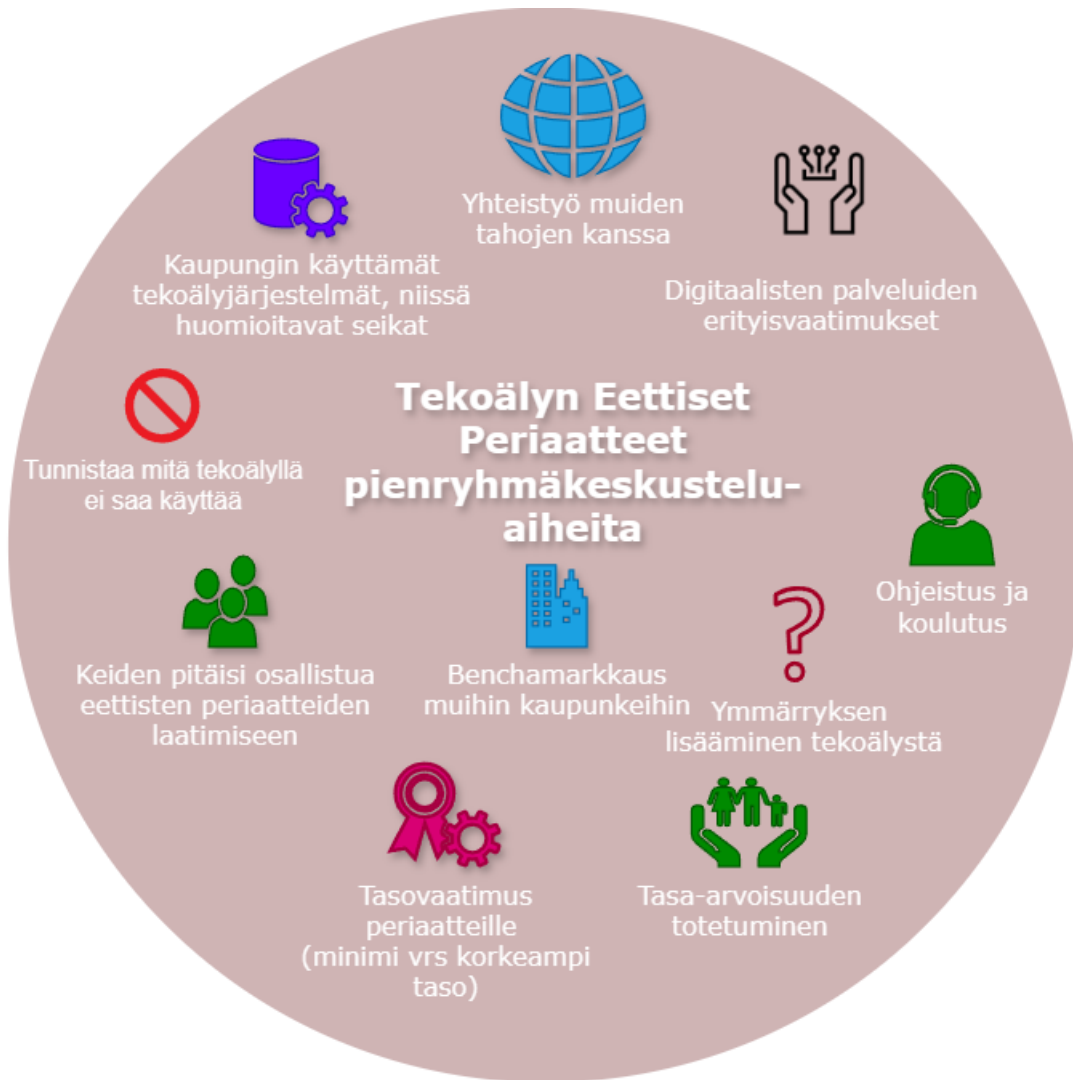 Yhteistyö muiden
tahojen kanssa
Kaupungin käyttämät
tekoälyjärjestelmät, niissä
huomioitavat seikat
Digitaalisten palveluiden
erityisvaatimukset
Tekoälyn Eettiset
Periaatteet
pienryhmäkeskustelu-
aiheita
Tunnistaa mitä tekoälyllä
ei saa käyttää
Ohjeistus ja
koulutus
Keiden pitäisi osallistua
eettisten periaatteiden
laatimiseen
Benchamarkkaus
muihin kaupunkeihin
Ymmärryksen
lisääminen tekoälystä
Tasovaatimus
periaatteille
(minimi vrs korkeampi
taso)
Tasa-arvoisuuden
totetuminen